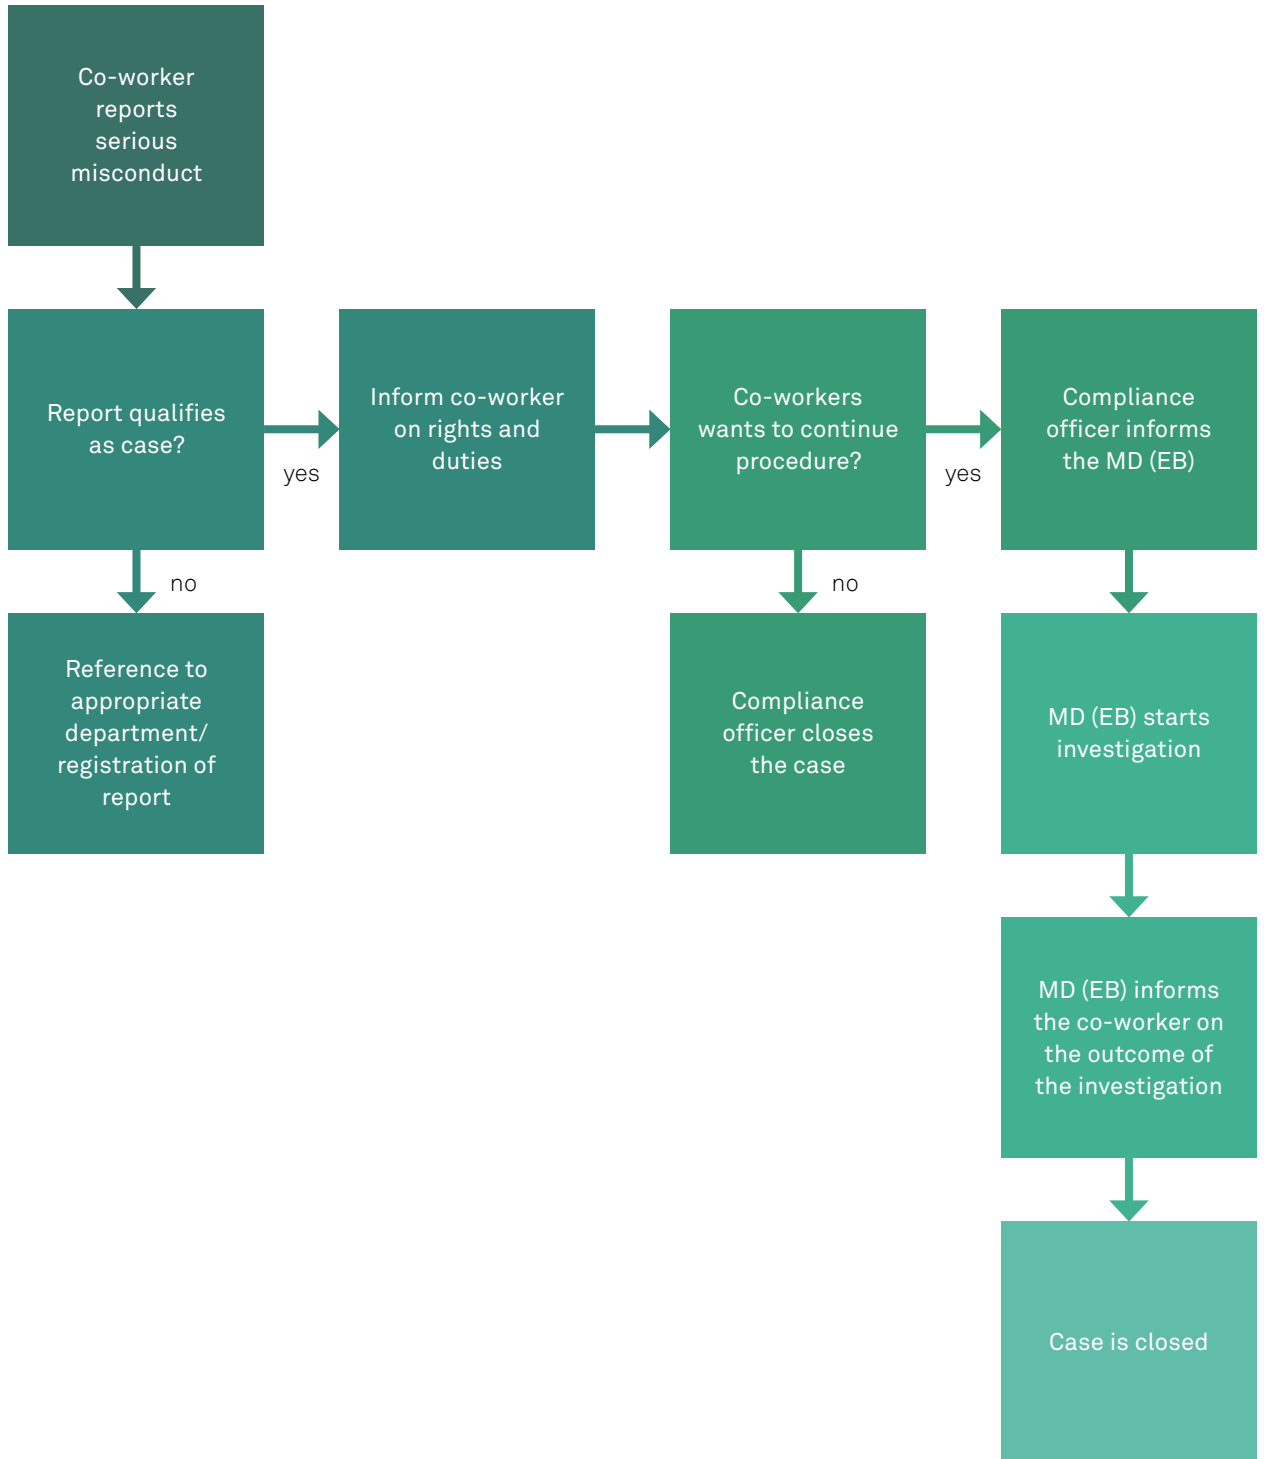 Co-worker
reports
serious
misconduct
Report qualifies
as case?
yes
Inform co-worker
on rights and
duties
Co-workers
wants to continue
procedure?
yes
Compliance
officer informs
the MD (EB)
no
Reference to
appropriate
department/
registration of
report
no
Compliance
officer closes
the case
MD (EB) starts
investigation
MD (EB) informs
the co-worker on
the outcome of
the investigation
Case is closed